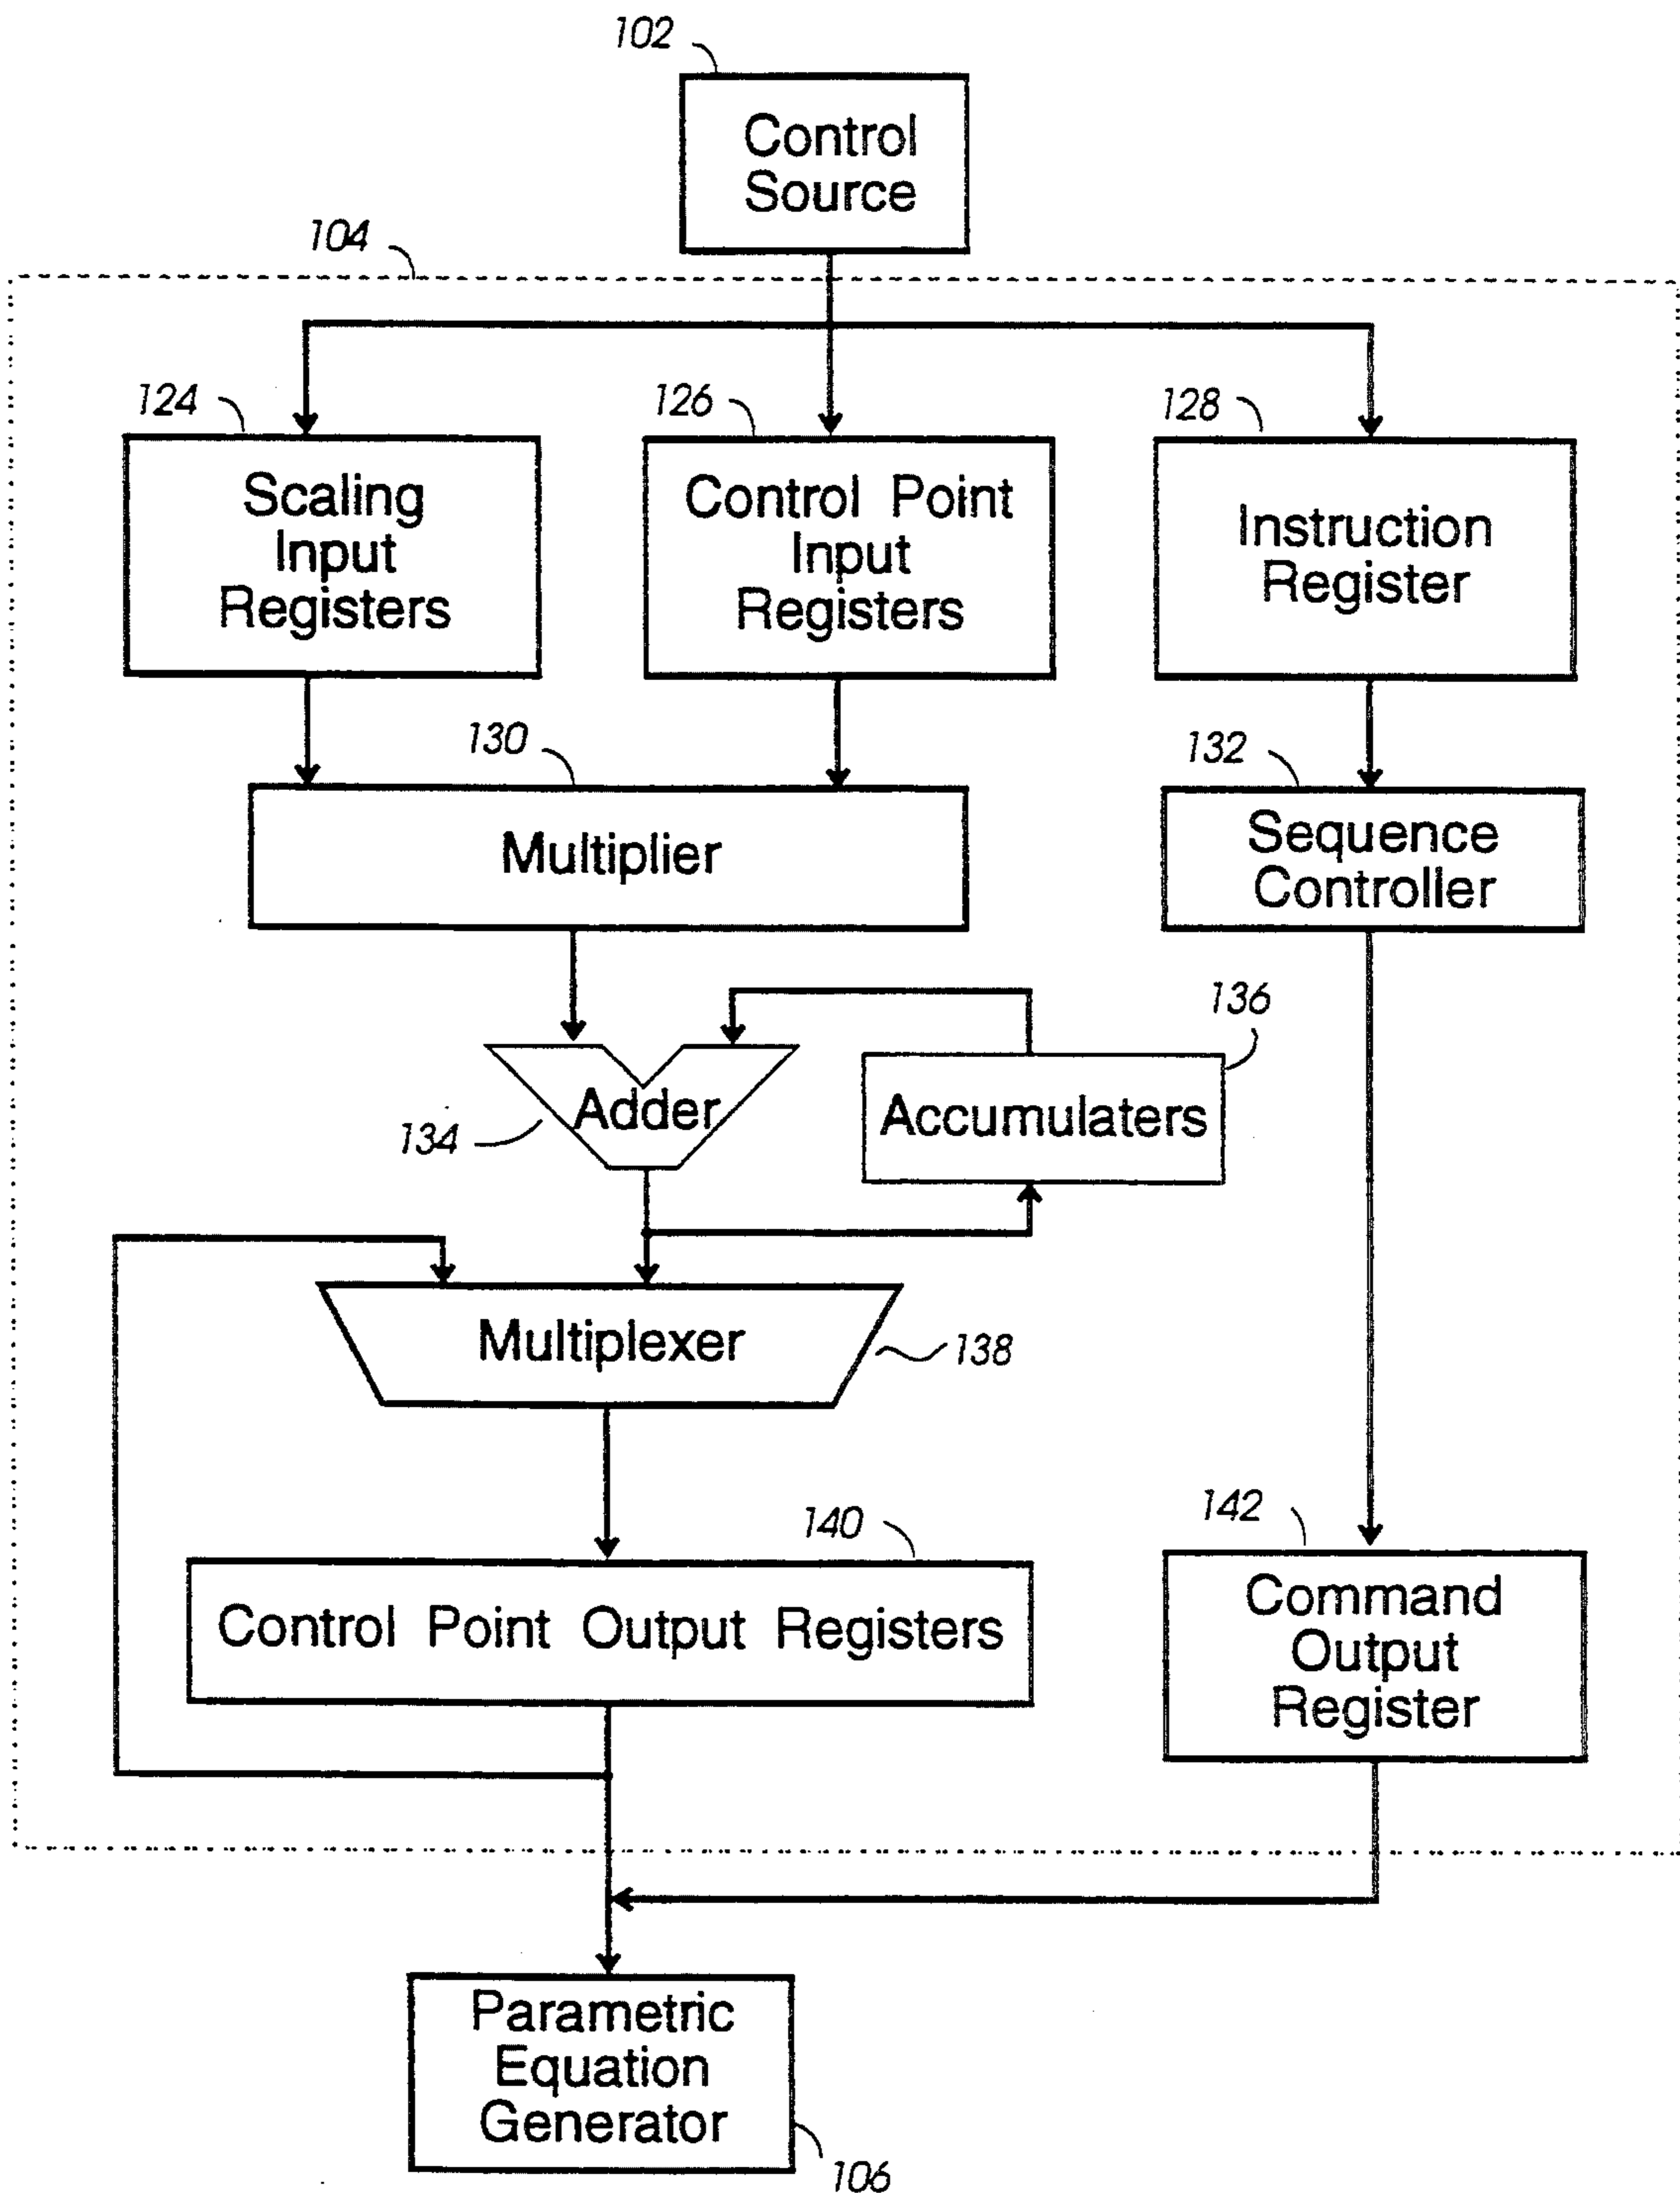 102
Control
Source
104
124
126
128
Scaling
Input
Registers
Control Point
Input
Registers
Instruction
Register
130
132
Multiplier
Sequence
Controller
136
Adder
Accumulaters
134
Multiplexer
138
140
142
Control Point Output Registers
Command
Output
Register
Parametric
Equation
Generator
106